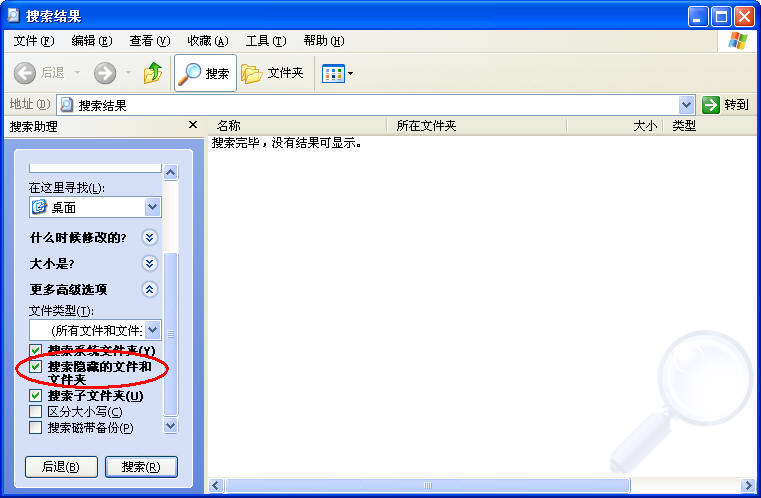 搜索结果
文件(F) 编辑(E) 查看(V) 收藏(A) 工具(T) 帮助(H)
后退 搜索 文件夹
地址(D) 搜索结果 转到
搜索助理 名称 所在文件夹 大小 类型
搜索完毕，没有结果可显示。
在这里寻找(L):
桌面
什么时候修改的?
大小是?
更多高级选项
文件类型(T):
(所有文件和文件
搜索系统文件夹(Y)
搜索隐藏的文件和
文件夹
搜索子文件夹(U)
区分大小写(C)
搜索磁带备份(P)
后退(B) 搜索(R)